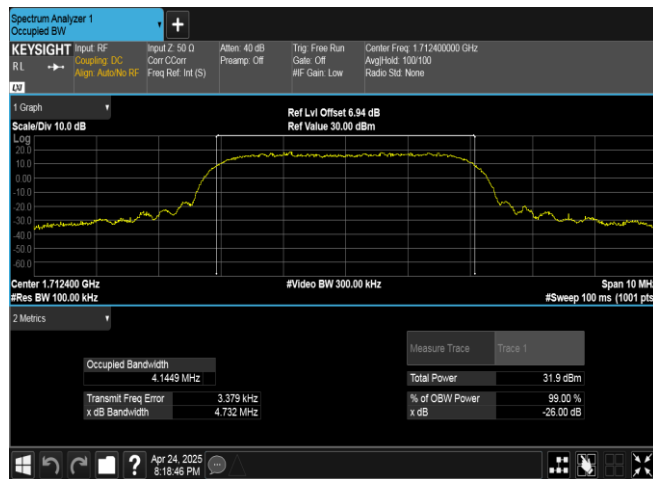 Spectrum Analyzer 1
Occupied BW
+
KEYSIGHT Input: RF Input Z: 50 Ω Atten: 40 dB Trig: Free Run Center Freq: 1.712400000 GHz
RL Coupling: DC Corr CCorr Preamp: Off Gate: Off Avg|Hold: 100/100
Align: Auto/No RF Freq Ref: Int (S) #IF Gain: Low Radio Std: None
LXI
1 Graph
Ref Lvl Offset 6.94 dB
Scale/Div 10.0 dB Ref Value 30.00 dBm
Log
20.0
10.0
0.00
-10.0
-20.0
-30.0
-40.0
-50.0
-60.0
Center 1.712400 GHz #Video BW 300.00 kHz Span 10 MH
#Res BW 100.00 kHz #Sweep 100 ms (1001 pts
2 Metrics
Measure Trace Trace 1
Occupied Bandwidth
4.1449 MHz
Total Power 31.9 dBm
Transmit Freq Error 3.379 kHz % of OBW Power 99.00 %
x dB Bandwidth 4.732 MHz x dB -26.00 dB
? Apr 24, 2025
8:18:46 PM